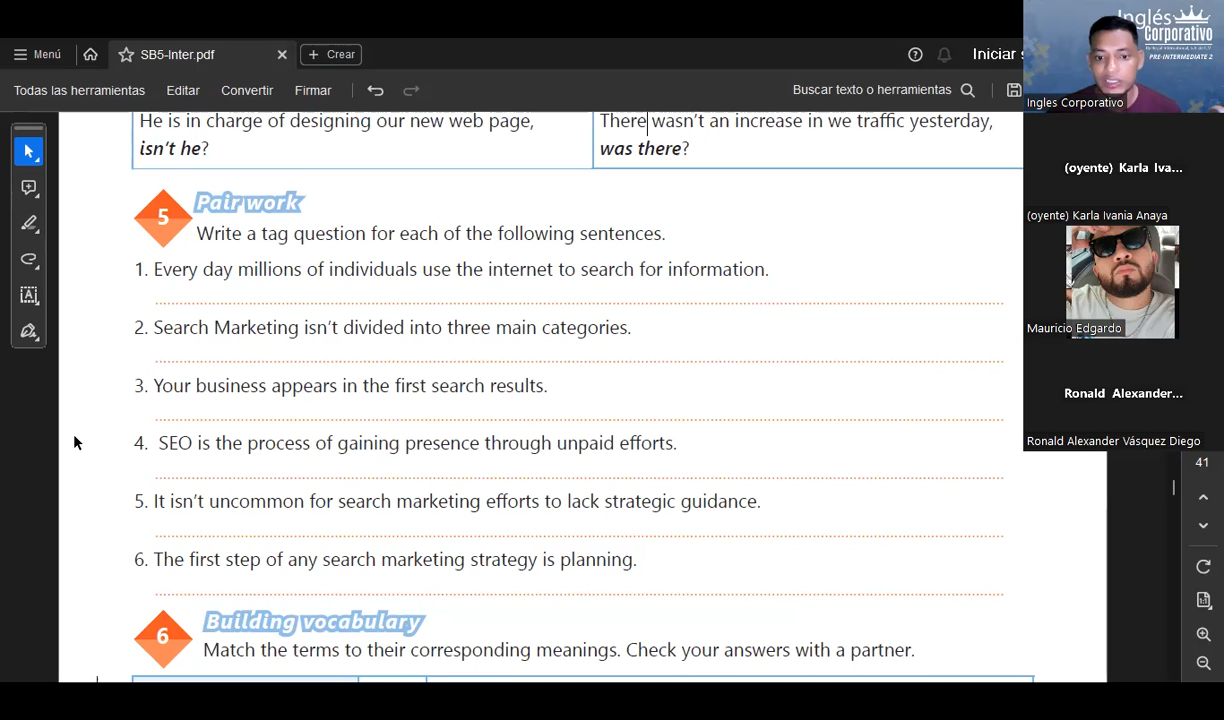 Menú
SB5-Inter.pdf
Crear
Iniciar s
Todas las herramientas
Editar
Convertir
Firmar
Buscar texto o herramientas
Inglés
Corporativo
PRE-INTERMEDIATE 2
Ingles Corporativo
(oyente) Karla Iva...
(oyente) Karla Ivania Anaya
Mauricio Edgardo
Ronald Alexander...
Ronald Alexander Vásquez Diego
He is in charge of designing our new web page,
isn't he?
There wasn't an increase in we traffic yesterday,
was there?
5 Pair work
Write a tag question for each of the following sentences.
1. Every day millions of individuals use the internet to search for information.
2. Search Marketing isn't divided into three main categories.
3. Your business appears in the first search results.
4. SEO is the process of gaining presence through unpaid efforts.
5. It isn't uncommon for search marketing efforts to lack strategic guidance.
6. The first step of any search marketing strategy is planning.
6 Building vocabulary
Match the terms to their corresponding meanings. Check your answers with a partner.
41